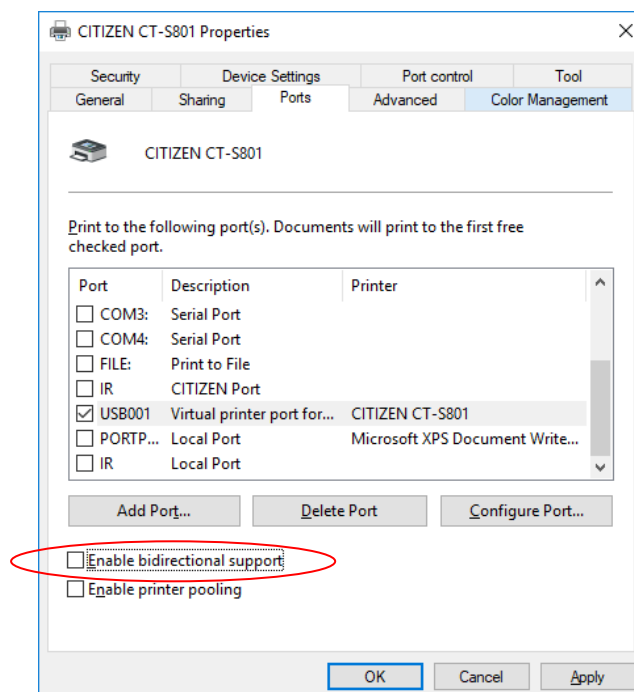 CITIZEN CT-S801 Properties
Security Device Settings Port control Tool
General Sharing Ports Advanced Color Management
CITIZEN CT-S801
Print to the following port(s). Documents will print to the first free
checked port.
Port Description Printer
COM3: Serial Port
COM4: Serial Port
FILE: Print to File
IR CITIZEN Port
USB001 Virtual printer port for... CITIZEN CT-S801
PORTP... Local Port Microsoft XPS Document Write...
IR Local Port
Add Port... Delete Port Configure Port...
Enable bidirectional support
Enable printer pooling
OK Cancel Apply